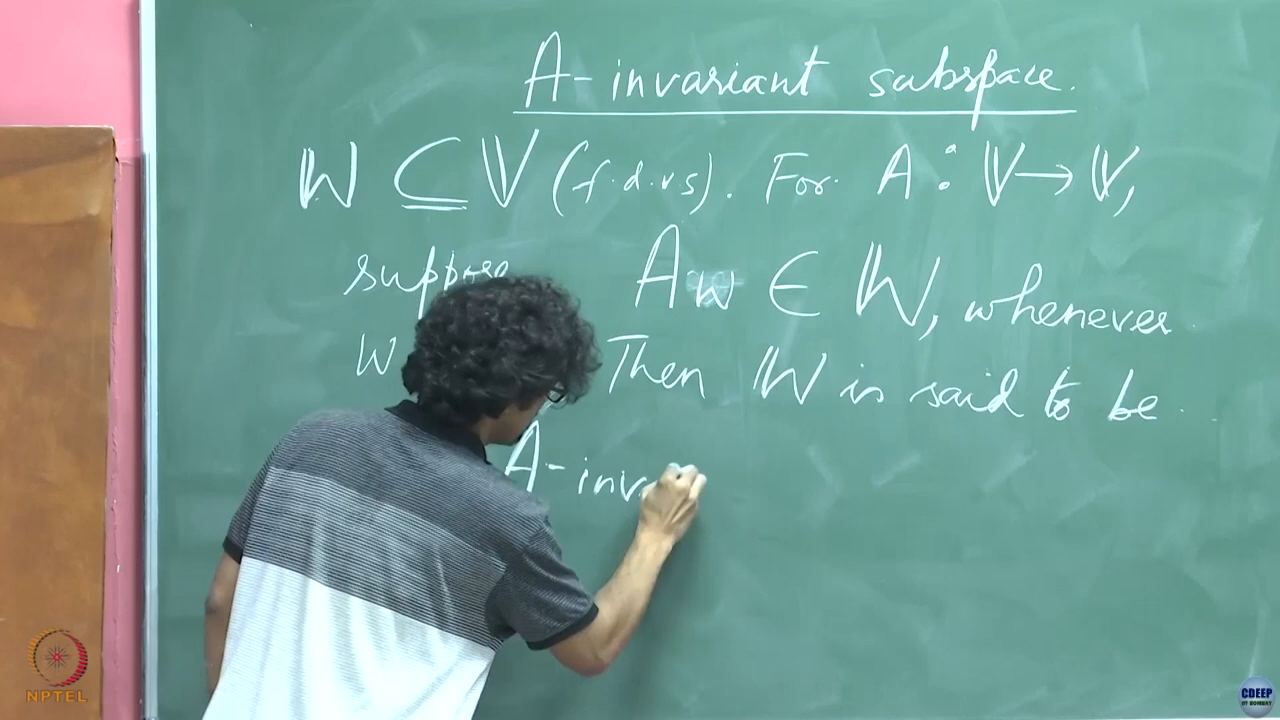 A-invariant subspace.
𝕎 ⊆ 𝕍 (f.d.v.s). For A : 𝕍 → 𝕍,
suppose Aw ∈ 𝕎, whenever
w Then 𝕎 is said to be
A-inv
NPTEL
CDEEP
IIT BOMBAY